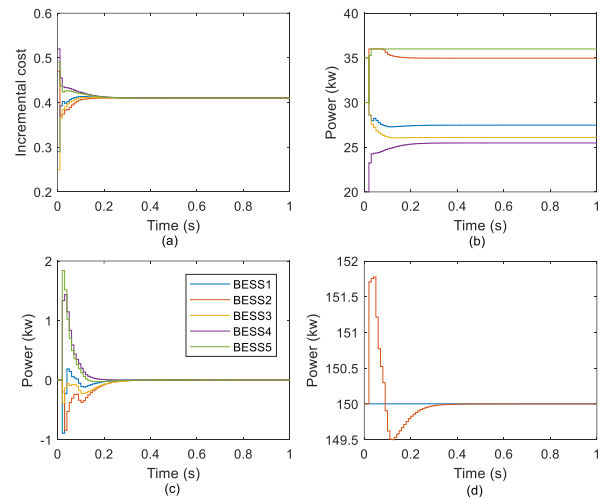 0.6
0.5
0.4
0.3
0.2
Incremental cost
0 0.2 0.4 0.6 0.8 1
Time (s)
(a)
40
35
30
25
20
Power (kw)
0 0.2 0.4 0.6 0.8 1
Time (s)
(b)
2
1
0
-1
Power (kw)
BESS1
BESS2
BESS3
BESS4
BESS5
0 0.2 0.4 0.6 0.8 1
Time (s)
(c)
152
151.5
151
150.5
150
149.5
Power (kw)
0 0.2 0.4 0.6 0.8 1
Time (s)
(d)